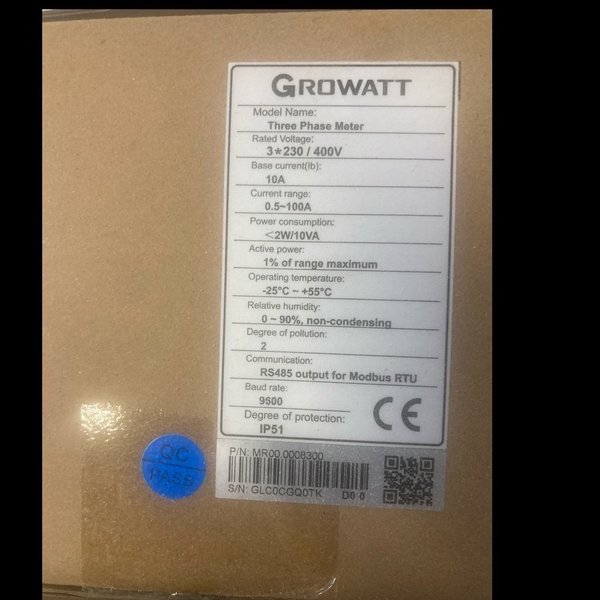 GROWATT
Model Name:
Three Phase Meter
Rated Voltage:
3*230 / 400V
Base current(Ib):
10A
Current range:
0.5~100A
Power consumption:
<2W/10VA
Active power:
1% of range maximum
Operating temperature:
-25°C ~ +55°C
Relative humidity:
0 ~ 90%, non-condensing
Degree of pollution:
2
Communication:
RS485 output for Modbus RTU
Baud rate:
9600
Degree of protection:
IP51
CE
P/N: MR00.0008300
S/N: GLC0CGQ0TK D0 0
QC
PASS